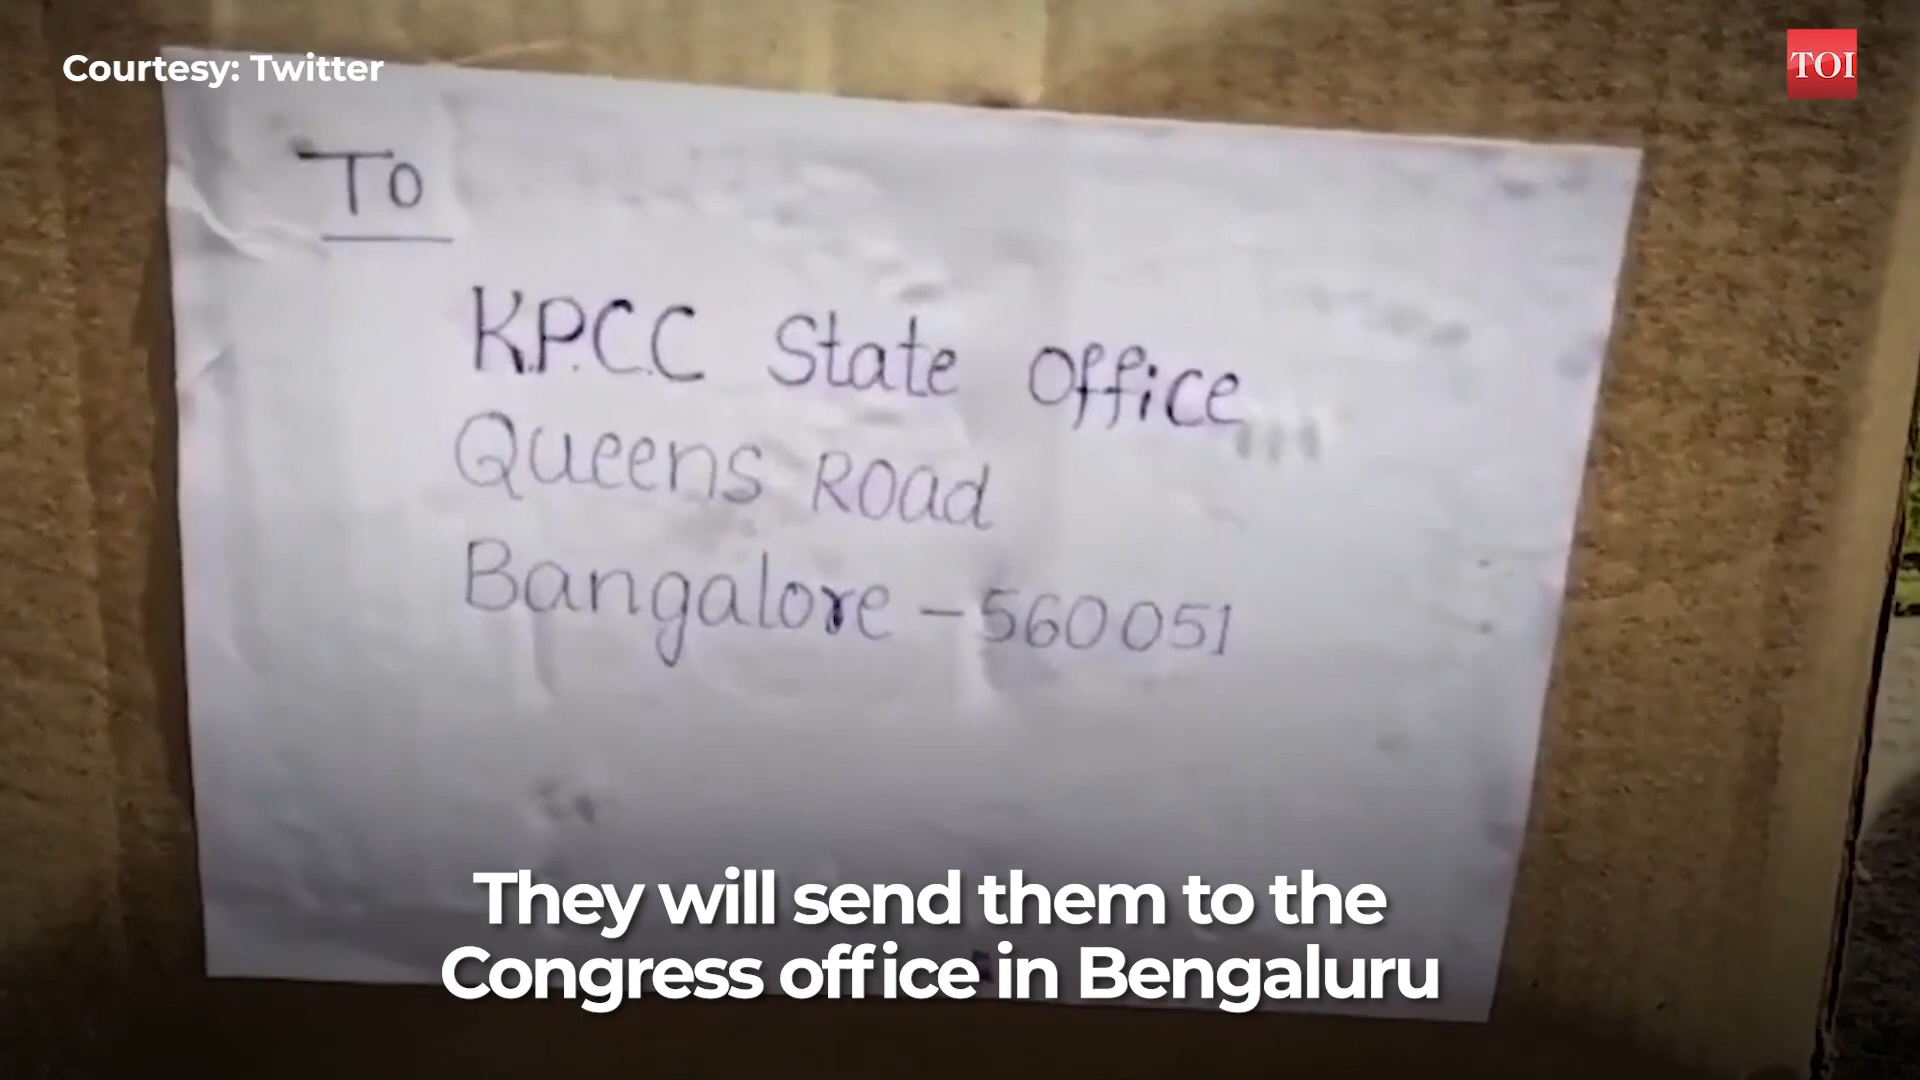 Courtesy: Twitter
TOI
To
K.P.C.C State Office
Queens Road
Bangalore - 560051
They will send them to the
Congress office in Bengaluru